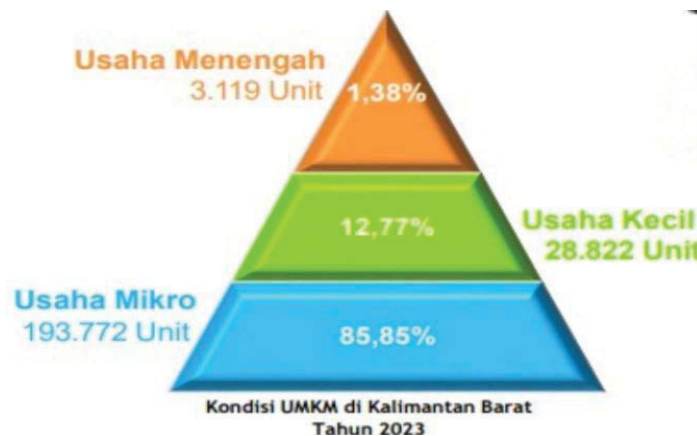 Usaha Menengah
3.119 Unit
1,38%
12,77%
Usaha Kecil
28.822 Unit
Usaha Mikro
193.772 Unit
85,85%
Kondisi UMKM di Kalimantan Barat
Tahun 2023